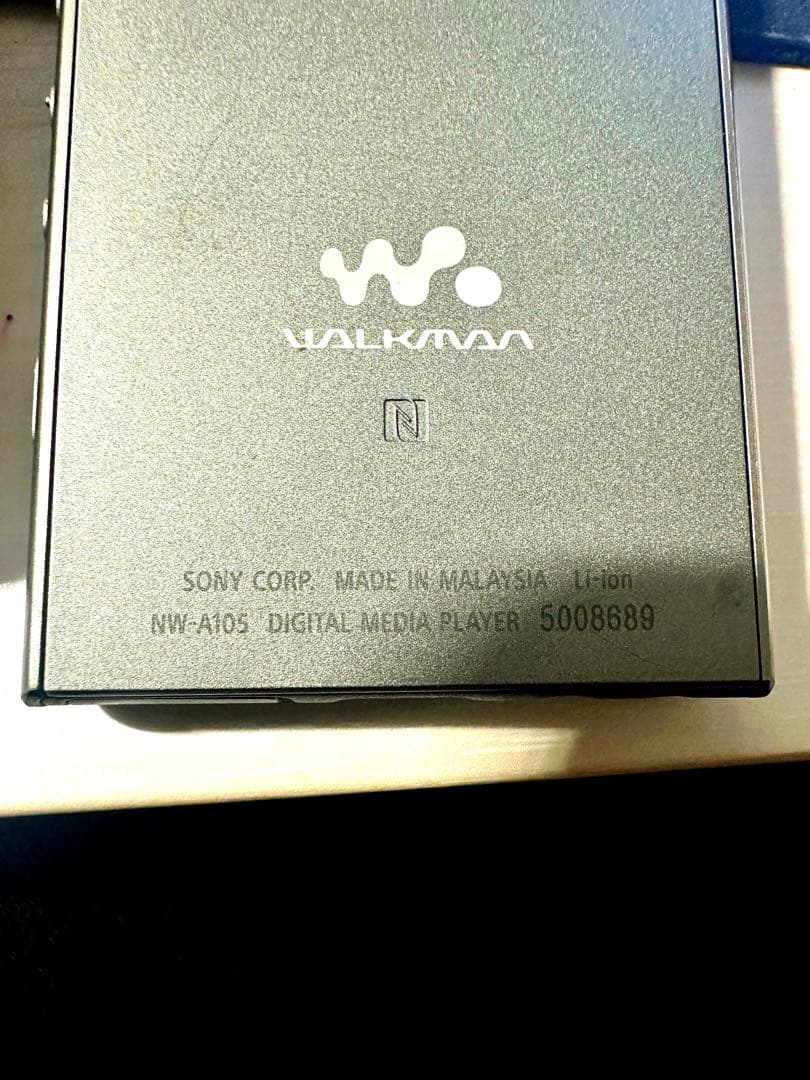 WALKMAN
N
SONY CORP. MADE IN MALAYSIA Li-ion
NW-A105 DIGITAL MEDIA PLAYER 5008689